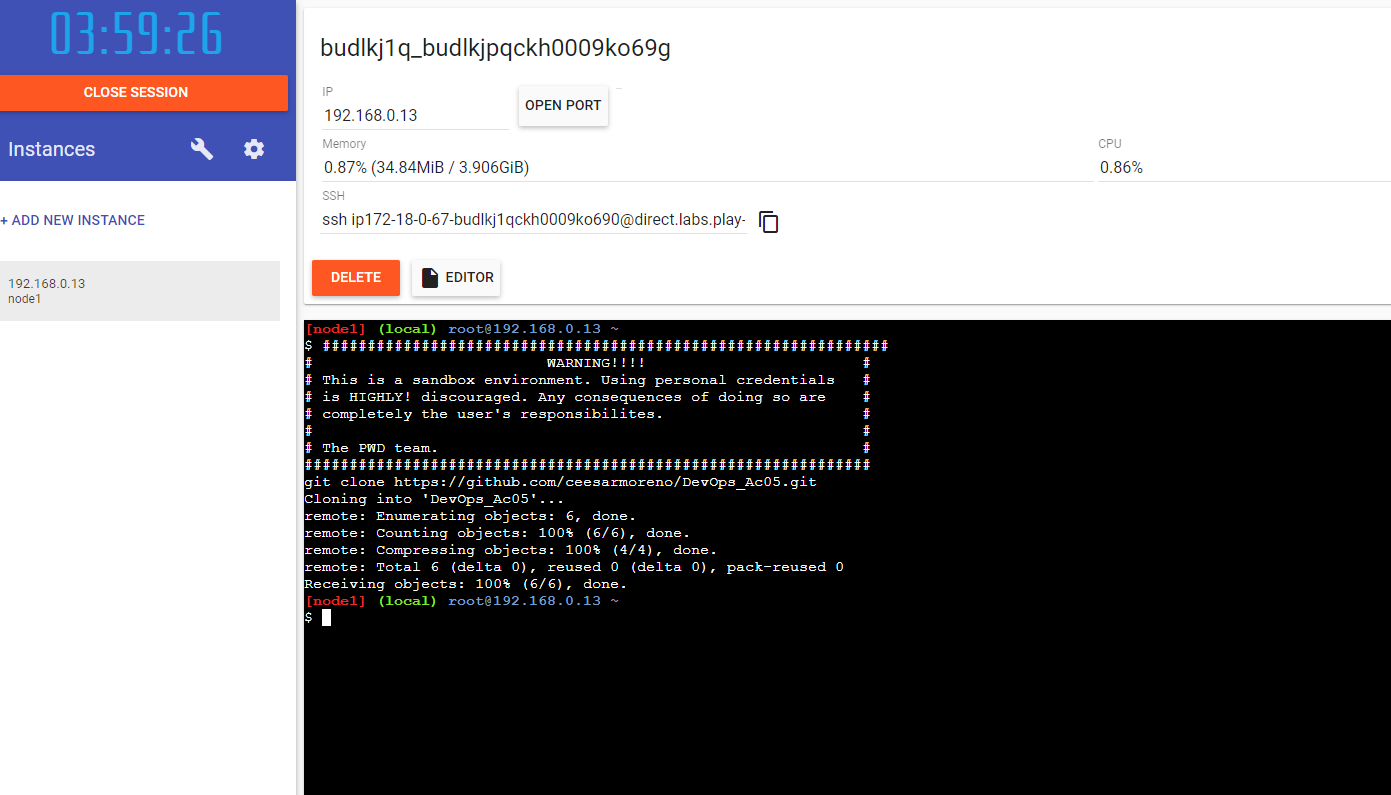 03:59:26
CLOSE SESSION
Instances
+ ADD NEW INSTANCE
192.168.0.13
node1
budlkj1q_budlkjpqckh0009ko69g
IP
192.168.0.13
OPEN PORT
Memory
0.87% (34.84MiB / 3.906GiB)
CPU
0.86%
SSH
ssh ip172-18-0-67-budlkj1qckh0009ko690@direct.labs.play-
DELETE
EDITOR
[node1] (local) root@192.168.0.13 ~
$ ###############################################################
# WARNING!!!! #
# This is a sandbox environment. Using personal credentials #
# is HIGHLY! discouraged. Any consequences of doing so are #
# completely the user's responsibilites. #
# #
# The PWD team. #
###############################################################
git clone https://github.com/ceesarmoreno/DevOps_Ac05.git
Cloning into 'DevOps_Ac05'...
remote: Enumerating objects: 6, done.
remote: Counting objects: 100% (6/6), done.
remote: Compressing objects: 100% (4/4), done.
remote: Total 6 (delta 0), reused 0 (delta 0), pack-reused 0
Receiving objects: 100% (6/6), done.
[node1] (local) root@192.168.0.13 ~
$